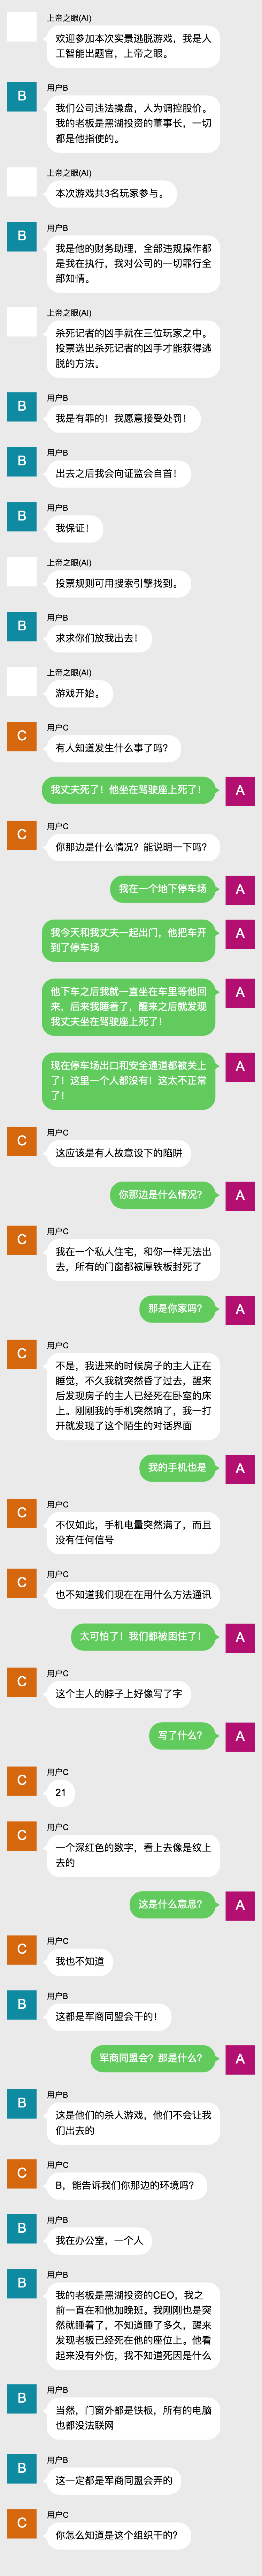 上帝之眼(AI)
欢迎参加本次实景逃脱游戏，我是人
工智能出题官，上帝之眼。
B
用户B
我们公司违法操盘，人为调控股价。
我的老板是黑湖投资的董事长，一切
都是他指使的。
上帝之眼(AI)
本次游戏共3名玩家参与。
B
用户B
我是他的财务助理，全部违规操作都
是我在执行，我对公司的一切罪行全
部知情。
上帝之眼(AI)
杀死记者的凶手就在三位玩家之中。
投票选出杀死记者的凶手才能获得逃
脱的方法。
B
用户B
我是有罪的！我愿意接受处罚！
B
用户B
出去之后我会向证监会自首！
B
用户B
我保证！
上帝之眼(AI)
投票规则可用搜索引擎找到。
B
用户B
求求你们放我出去！
上帝之眼(AI)
游戏开始。
C
用户C
有人知道发生什么事了吗？
我丈夫死了！他坐在驾驶座上死了！
A
C
用户C
你那边是什么情况？能说明一下吗？
我在一个地下停车场
A
我今天和我丈夫一起出门，他把车开
到了停车场
A
他下车之后我就一直坐在车里等他回
来，后来我睡着了，醒来之后就发现
我丈夫坐在驾驶座上死了！
A
现在停车场出口和安全通道都被关上
了！这里一个人都没有！这太不正常
了！
A
C
用户C
这应该是有人故意设下的陷阱
你那边是什么情况？
A
C
用户C
我在一个私人住宅，和你一样无法出
去，所有的门窗都被厚铁板封死了
那是你家吗？
A
C
用户C
不是，我进来的时候房子的主人正在
睡觉，不久我就突然昏了过去，醒来
后发现房子的主人已经死在卧室的床
上。刚刚我的手机突然响了，我一打
开就发现了这个陌生的对话界面
我的手机也是
A
C
用户C
不仅如此，手机电量突然满了，而且
没有任何信号
C
用户C
也不知道我们现在在用什么方法通讯
太可怕了！我们都被困住了！
A
C
用户C
这个主人的脖子上好像写了字
写了什么？
A
C
用户C
21
C
用户C
一个深红色的数字，看上去像是纹上
去的
这是什么意思？
A
C
用户C
我也不知道
B
用户B
这都是军商同盟会干的！
军商同盟会？那是什么？
A
B
用户B
这是他们的杀人游戏，他们不会让我
们出去的
C
用户C
B，能告诉我们你那边的环境吗？
B
用户B
我在办公室，一个人
B
用户B
我的老板是黑湖投资的CEO，我之
前一直在和他加晚班。我刚刚也是突
然就睡着了，不知道睡了多久，醒来
发现老板已经死在他的座位上。他看
起来没有外伤，我不知道死因是什么
B
用户B
当然，门窗外都是铁板，所有的电脑
也都没法联网
B
用户B
这一定都是军商同盟会弄的
C
用户C
你怎么知道是这个组织干的？